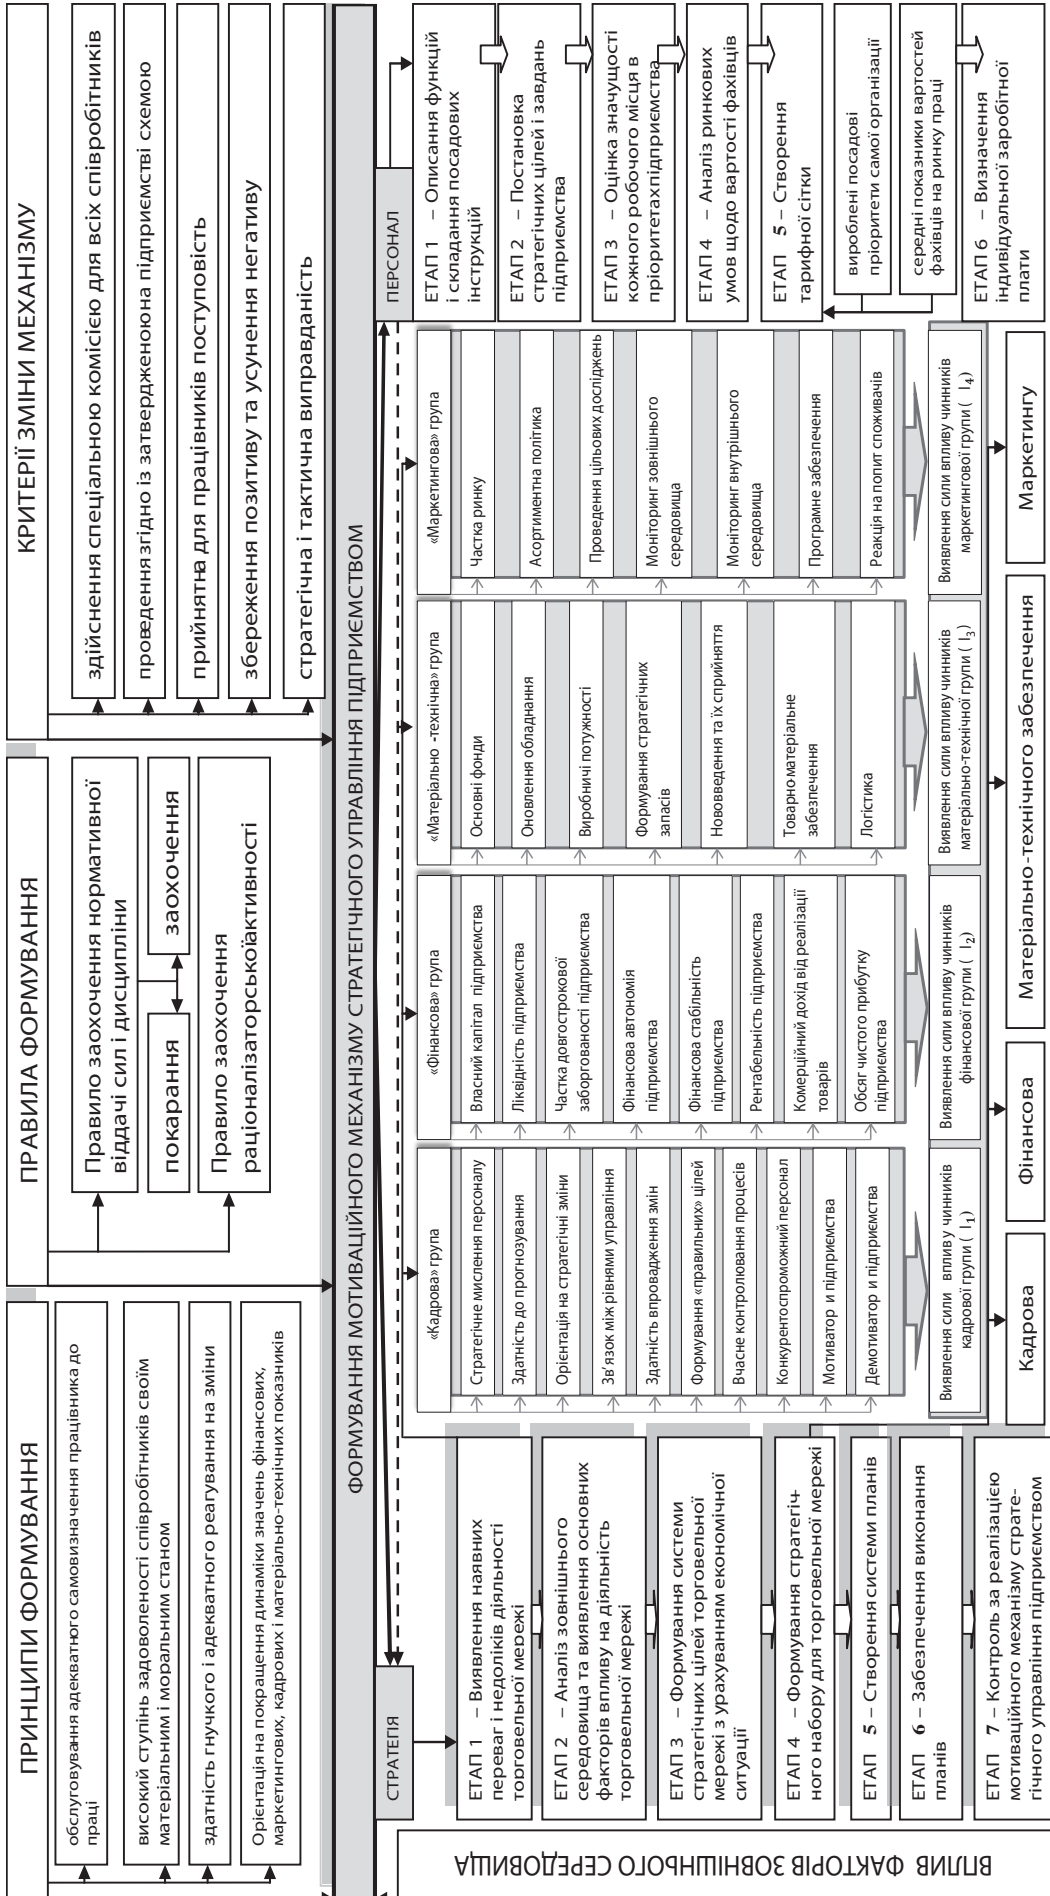 ПРИНЦИПИ ФОРМУВАННЯ
обслуговування адекватного самовизначення працівника до
праці
високий ступінь задоволеності співробітників своїм
матеріальним і моральним станом
здатність гнучкого і адекватного реагування на зміни
Орієнтація на покращення динаміки значень фінансових,
маркетингових, кадрових і матеріально-технічних показників
ПРАВИЛА ФОРМУВАННЯ
Правило заохочення нормативної
віддачі сил і дисципліни
покарання
заохочення
Правило заохочення
раціоналізаторськоїактивності
КРИТЕРІЇ ЗМІНИ МЕХАНІЗМУ
здійснення спеціальною комісією для всіх співробітників
проведення згідно із затвердженоюна підприємстві схемою
прийнятна для працівників поступовість
збереження позитиву та усунення негативу
стратегічна і тактична виправданість
ФОРМУВАННЯ МОТИВАЦІЙНОГО МЕХАНІЗМУ СТРАТЕГІЧНОГО УПРАВЛІННЯ ПІДПРИЄМСТВОМ
ВПЛИВ ФАКТОРІВ ЗОВНІШНЬОГО СЕРЕДОВИЩА
СТРАТЕГІЯ
ЕТАП 1 – Виявлення наявних
переваг і недоліків діяльності
торговельної мережі
ЕТАП 2 – Аналіз зовнішнього
середовища та виявлення основних
факторів впливу на діяльність
торговельної мережі
ЕТАП 3 – Формування системи
стратегічних цілей торговельної
мережі з урахуванням економічної
ситуації
ЕТАП 4 – Формування стратегіч-
ного набору для торговельної мережі
ЕТАП 5 – Створення системи планів
ЕТАП 6 – Забезпечення виконання
планів
ЕТАП 7 – Контроль за реалізацією
мотиваційного механізму страте-
гічного управління підприємством
«Кадрова» група
Стратегічне мислення персоналу
Здатність до прогнозування
Орієнтація на стратегічні зміни
Зв'язок між рівнями управління
Здатність впровадження змін
Формування «правильних» цілей
Вчасне контролювання процесів
Конкурентоспроможний персонал
Мотиватор и підприємства
Демотиватор и підприємства
Виявлення сили впливу чинників
кадрової групи ( I₁)
«Фінансова» група
Власний капітал підприємства
Ліквідність підприємства
Частка довгострокової
заборгованості підприємства
Фінансова автономія
підприємства
Фінансова стабільність
підприємства
Рентабельність підприємства
Комерційний дохід від реалізації
товарів
Обсяг чистого прибутку
підприємства
Виявлення сили впливу чинників
фінансової групи ( I₂)
«Матеріально -технічна» група
Основні фонди
Оновлення обладнання
Виробничі потужності
Формування стратегічних
запасів
Нововведення та їх сприйняття
Товарно-матеріальне
забезпечення
Логістика
Виявлення сили впливу чинників
матеріально-технічної групи ( I₃)
«Маркетингова» група
Частка ринку
Асортиментна політика
Проведення цільових досліджень
Моніторинг зовнішнього
середовища
Моніторинг внутрішнього
середовища
Програмне забезпечення
Реакція на попит споживачів
Виявлення сили впливу чинників
маркетингової групи ( I₄)
Кадрова
Фінансова
Матеріально-технічного забезпечення
Маркетингу
ПЕРСОНАЛ
ЕТАП 1 – Описання функцій
і складання посадових
інструкцій
ЕТАП 2 – Постановка
стратегічних цілей і завдань
підприємства
ЕТАП 3 – Оцінка значущості
кожного робочого місця в
пріоритетахпідприємства
ЕТАП 4 – Аналіз ринкових
умов щодо вартості фахівців
ЕТАП 5 – Створення
тарифної сітки
вироблені посадові
пріоритети самої організації
середні показники вартостей
фахівців на ринку праці
ЕТАП 6 – Визначення
індивідуальної заробітної
плати